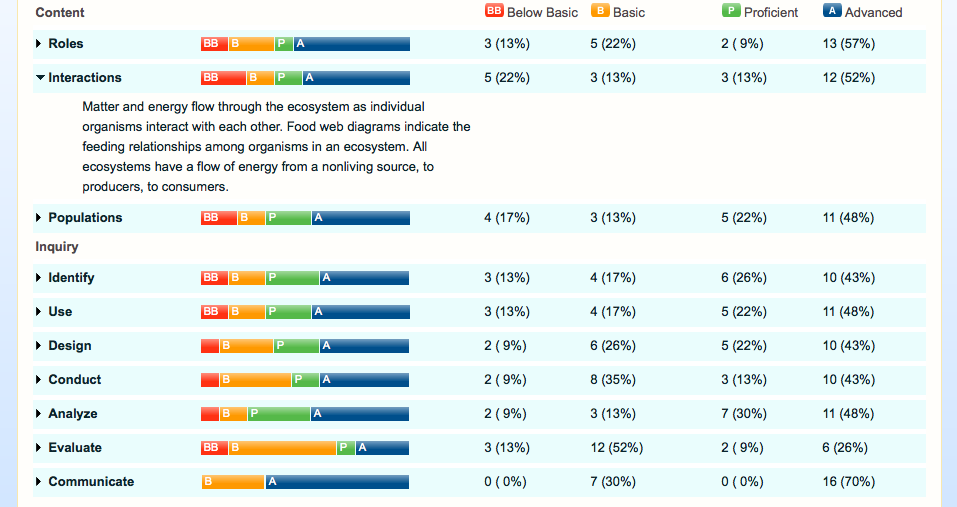 Content BB Below Basic B Basic P Proficient A Advanced
Roles BB B P A 3 (13%) 5 (22%) 2 ( 9%) 13 (57%)
Interactions BB B P A 5 (22%) 3 (13%) 3 (13%) 12 (52%)
Matter and energy flow through the ecosystem as individual
organisms interact with each other. Food web diagrams indicate the
feeding relationships among organisms in an ecosystem. All
ecosystems have a flow of energy from a nonliving source, to
producers, to consumers.
Populations BB B P A 4 (17%) 3 (13%) 5 (22%) 11 (48%)
Inquiry
Identify BB B P A 3 (13%) 4 (17%) 6 (26%) 10 (43%)
Use BB B P A 3 (13%) 4 (17%) 5 (22%) 11 (48%)
Design B P A 2 ( 9%) 6 (26%) 5 (22%) 10 (43%)
Conduct B P A 2 ( 9%) 8 (35%) 3 (13%) 10 (43%)
Analyze B P A 2 ( 9%) 3 (13%) 7 (30%) 11 (48%)
Evaluate BB B P A 3 (13%) 12 (52%) 2 ( 9%) 6 (26%)
Communicate B A 0 ( 0%) 7 (30%) 0 ( 0%) 16 (70%)